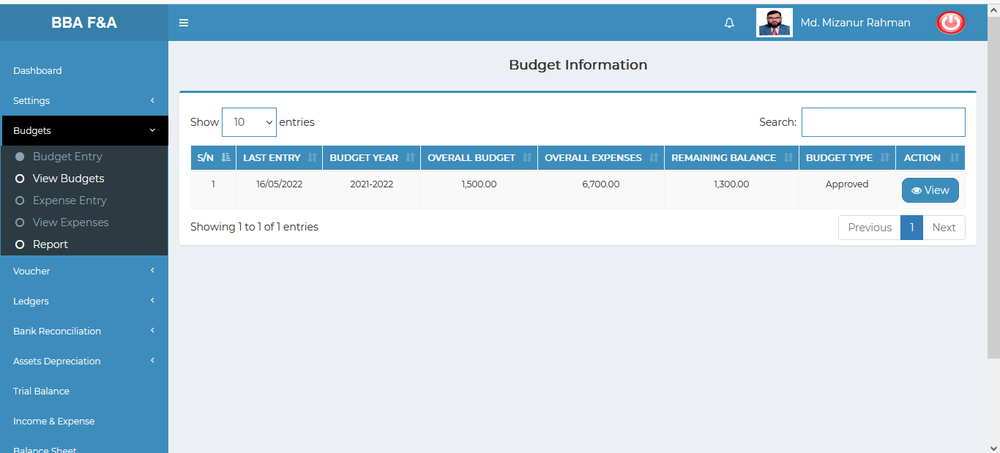 BBA F&A
Md. Mizanur Rahman
Dashboard
Settings
Budgets
Budget Entry
View Budgets
Expense Entry
View Expenses
Report
Voucher
Ledgers
Bank Reconciliation
Assets Depreciation
Trial Balance
Income & Expense
Balance Sheet
Budget Information
Show 10 entries
Search:
S/N LAST ENTRY BUDGET YEAR OVERALL BUDGET OVERALL EXPENSES REMAINING BALANCE BUDGET TYPE ACTION
1 16/05/2022 2021-2022 1,500.00 6,700.00 1,300.00 Approved View
Showing 1 to 1 of 1 entries
Previous 1 Next